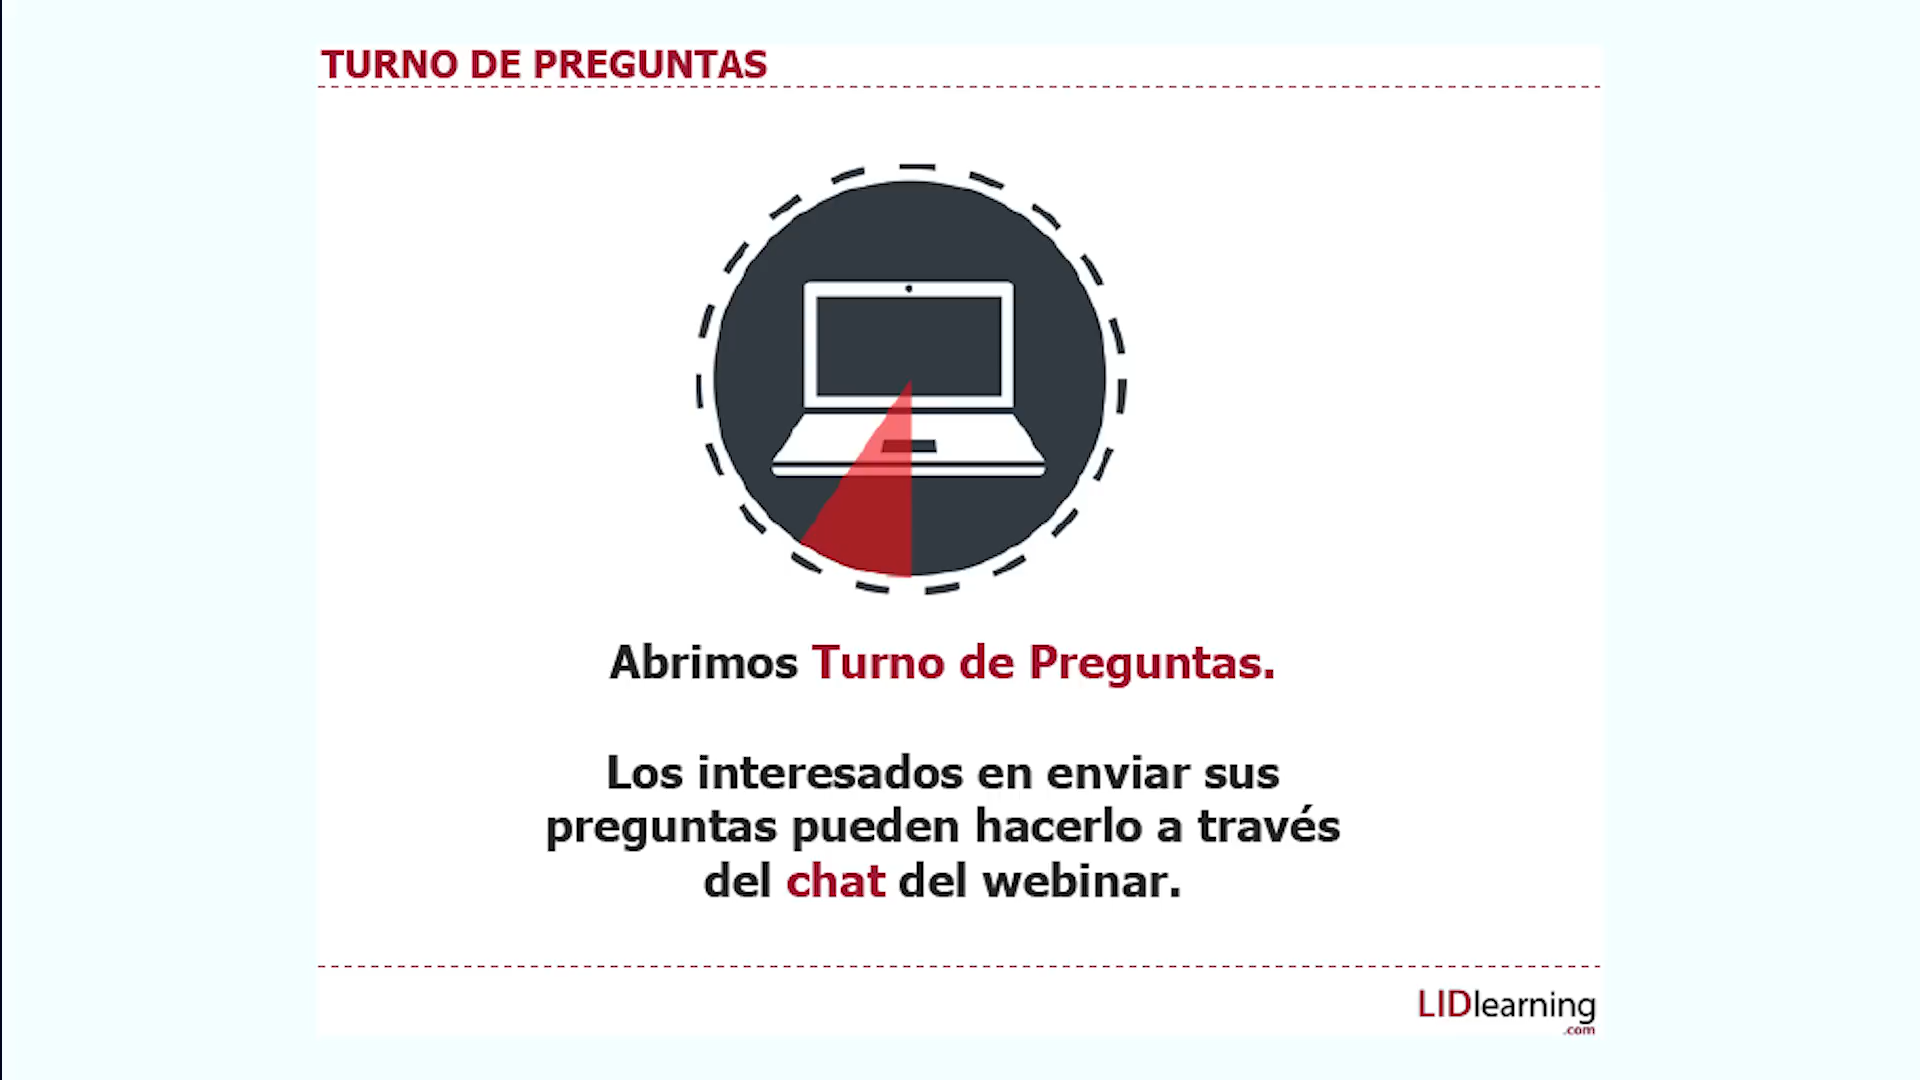 TURNO DE PREGUNTAS
Abrimos Turno de Preguntas.
Los interesados en enviar sus
preguntas pueden hacerlo a través
del chat del webinar.
LIDlearning
.com